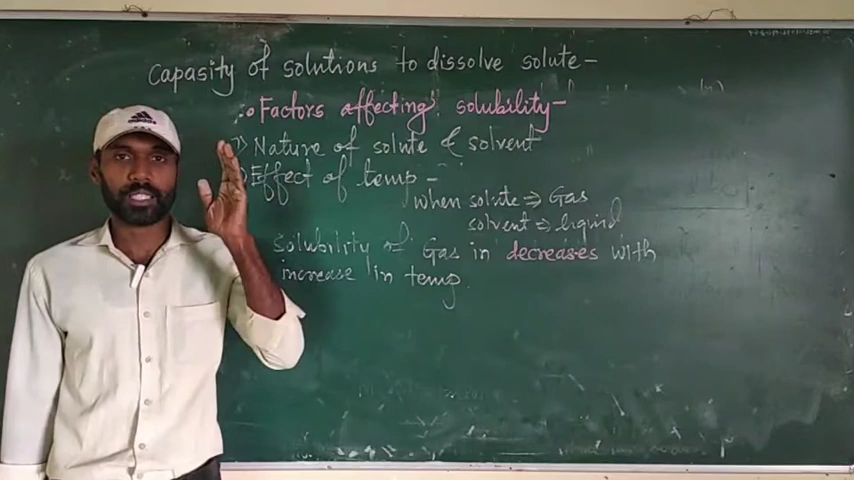 Capasity of solutions to dissolve solute-
Factors affecting solubility-
Nature of solute & solvent
Effect of temp -
when solute ⇒ Gas
solvent ⇒ liquid
Solubility of Gas in decreases with
increase in temp.
adidas